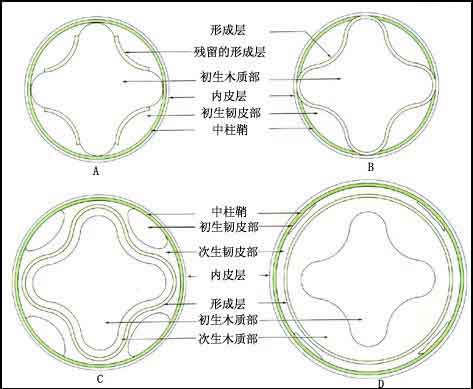 形成层
残留的形成层
初生木质部
内皮层
初生韧皮部
中柱鞘
A
B
中柱鞘
初生韧皮部
次生韧皮部
内皮层
形成层
初生木质部
次生木质部
C
D